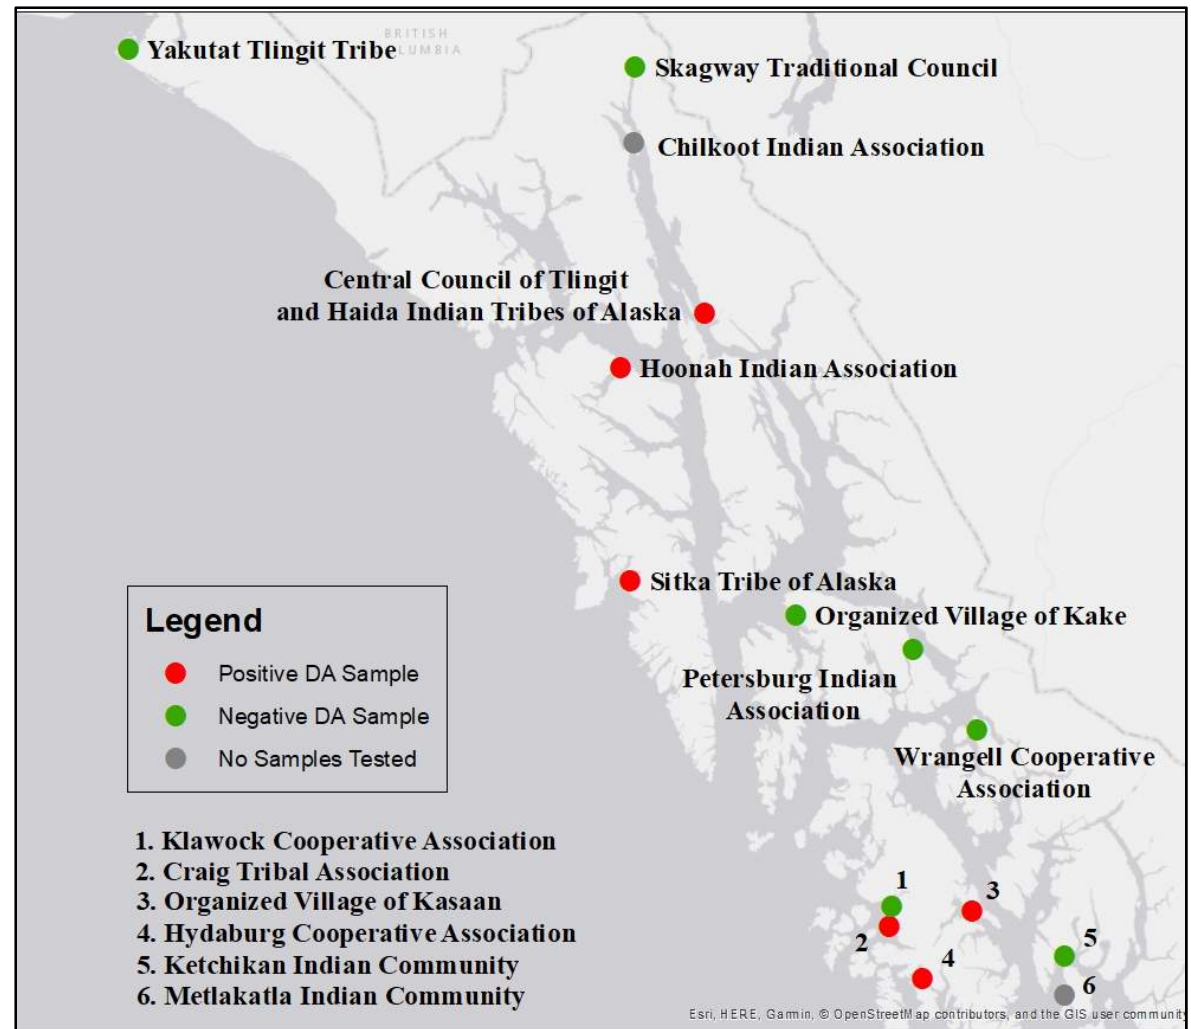 BRITISH
COLUMBIA
Yakutat Tlingit Tribe
Skagway Traditional Council
Chilkoot Indian Association
Central Council of Tlingit
and Haida Indian Tribes of Alaska
Hoonah Indian Association
Sitka Tribe of Alaska
Organized Village of Kake
Petersburg Indian
Association
Wrangell Cooperative
Association
Legend
Positive DA Sample
Negative DA Sample
No Samples Tested
1. Klawock Cooperative Association
2. Craig Tribal Association
3. Organized Village of Kasaan
4. Hydaburg Cooperative Association
5. Ketchikan Indian Community
6. Metlakatla Indian Community
1
3
2
4
5
6
Esri, HERE, Garmin, © OpenStreetMap contributors, and the GIS user community